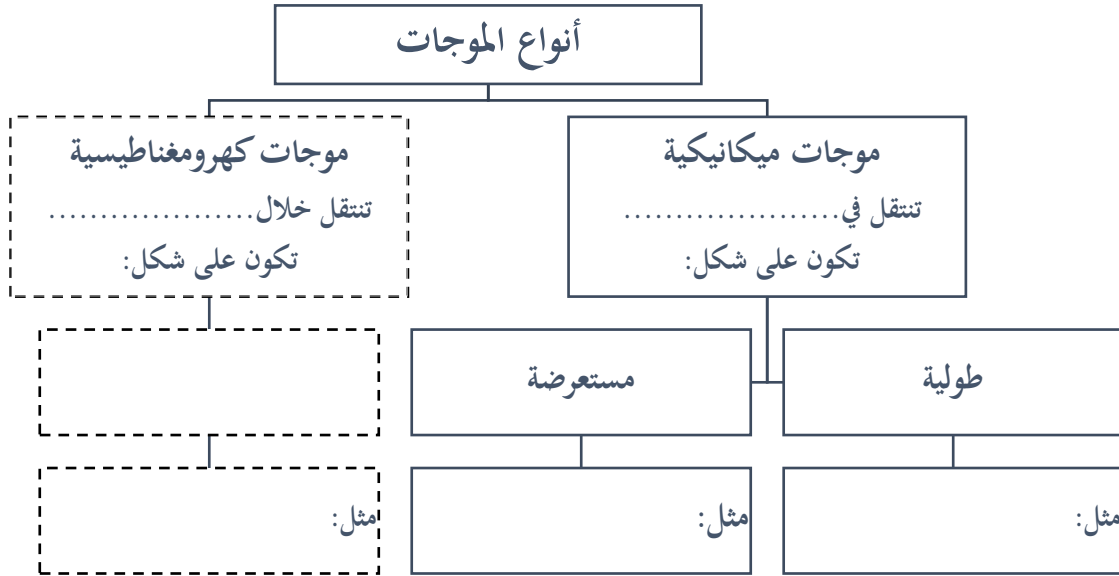 أنواع الموجات
موجات ميكانيكية
تنتقل في.....................
تكون على شكل:
موجات كهرومغناطيسية
تنتقل خلال....................
تكون على شكل:
طولية
مستعرضة
مثل:
مثل:
مثل: